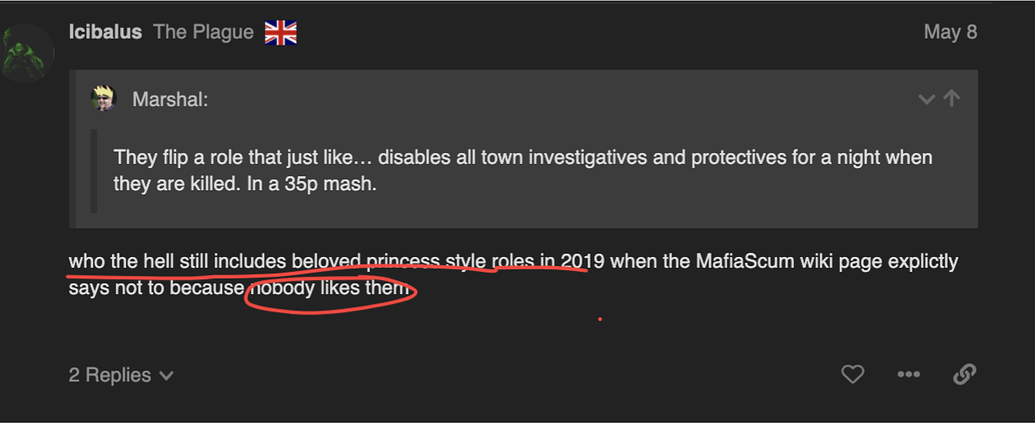 Icibalus The Plague May 8
Marshal:
They flip a role that just like… disables all town investigatives and protectives for a night when
they are killed. In a 35p mash.
who the hell still includes beloved princess style roles in 2019 when the MafiaScum wiki page explictly
says not to because nobody likes them
2 Replies